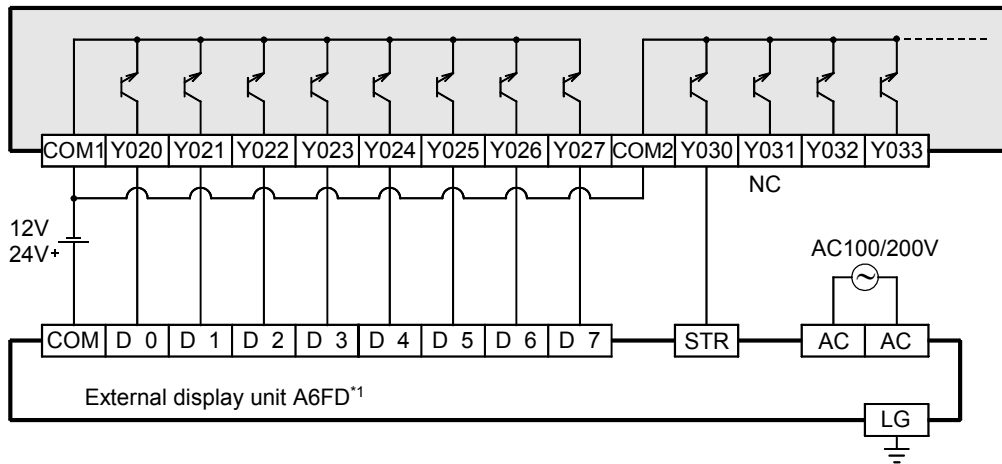 COM1 Y020 Y021 Y022 Y023 Y024 Y025 Y026 Y027 COM2 Y030 Y031 Y032 Y033
NC
12V
24V+
AC100/200V
COM D 0 D 1 D 2 D 3 D 4 D 5 D 6 D 7 STR AC AC
External display unit A6FD*1
LG